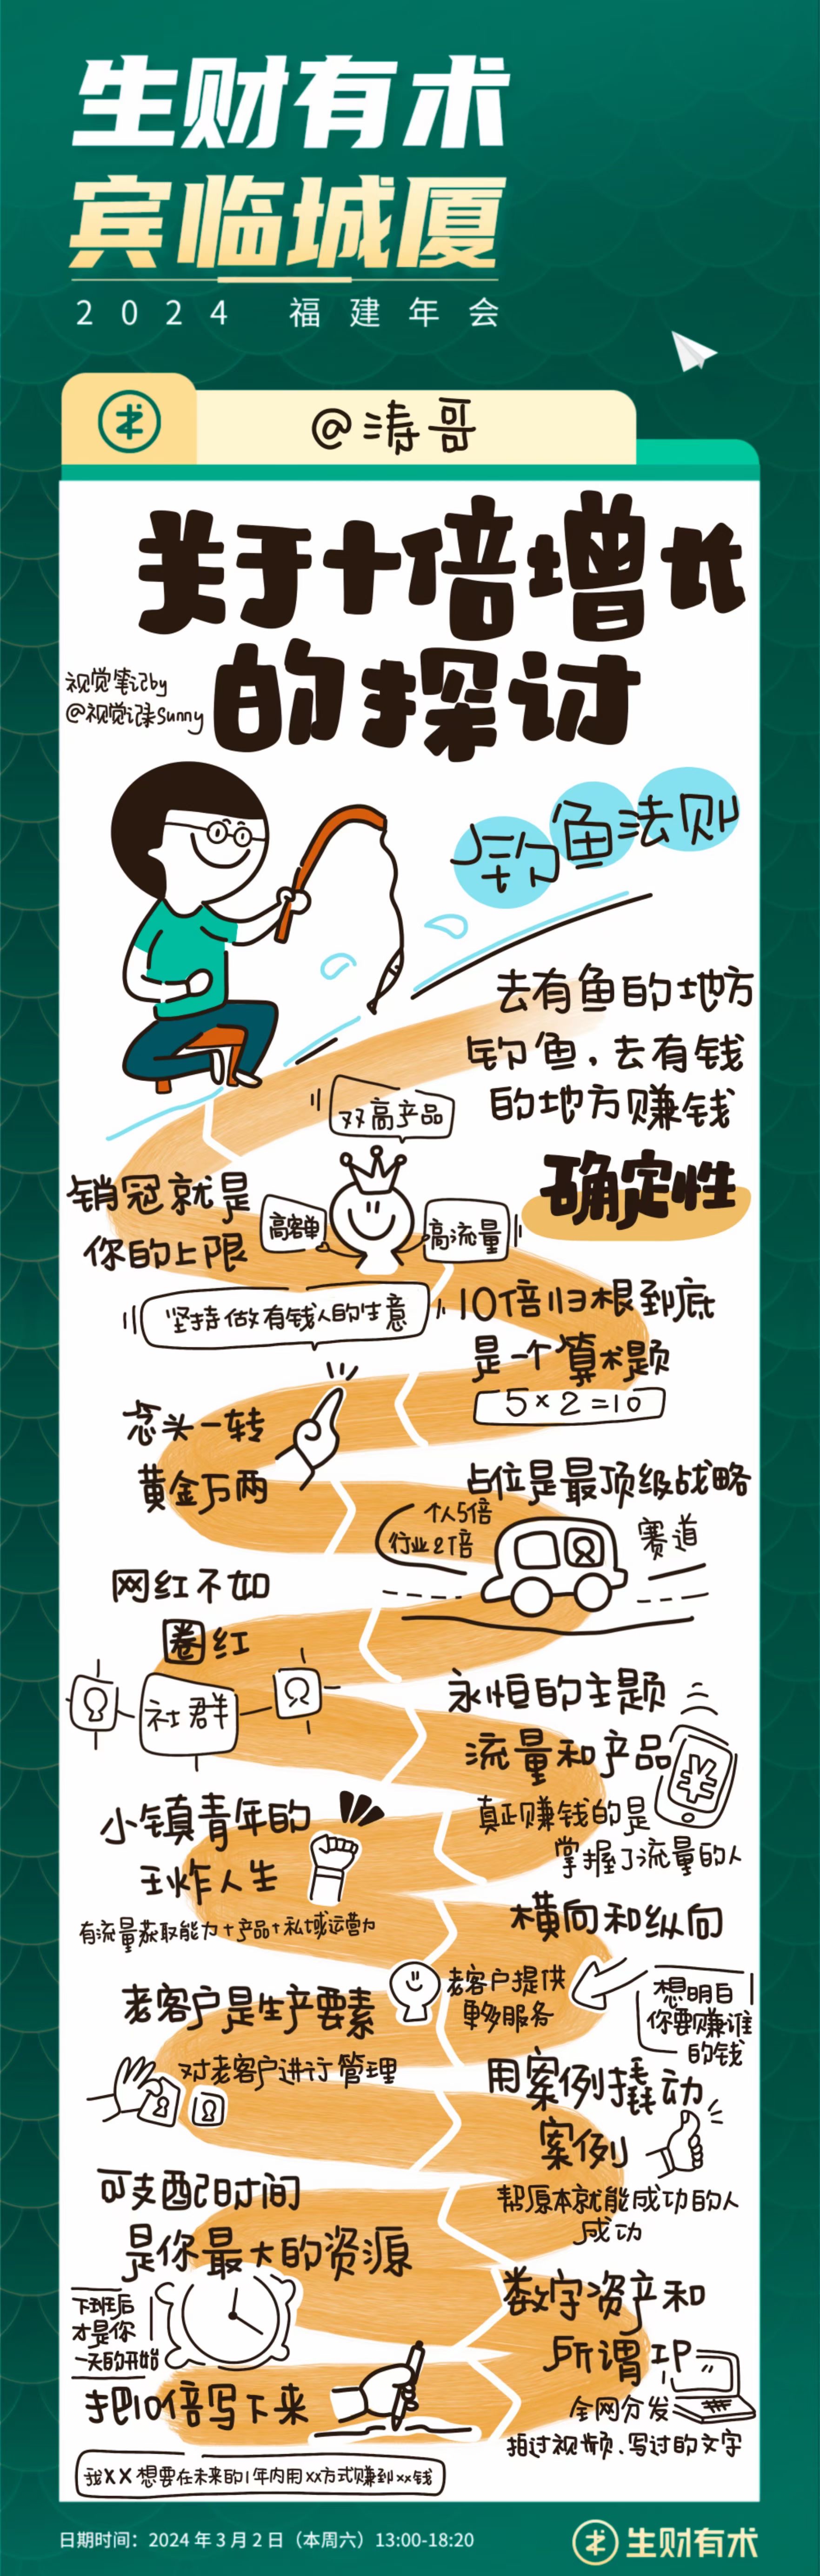 生财有术
宾临城厦
2024 福建年会
@涛哥
关于十倍增长
的探讨
视觉笔记by
@视觉记录Sunny
钓鱼法则
去有鱼的地方
钓鱼，去有钱
的地方赚钱
双高产品
确定性
销冠就是
你的上限
高客单
高流量
坚持做有钱人的生意
10倍归根到底
是一个算术题
5×2=10
念头一转
黄金万两
占位是最顶级战略
个人5倍
行业2倍
赛道
网红不如
圈红
社群
永恒的主题
流量和产品
¥
真正赚钱的是
掌握了流量的人
小镇青年的
王炸人生
有流量获取能力+产品+私域运营力
横向和纵向
老客户提供
更多服务
想明白
你要赚谁
的钱
老客户是生产要素
对老客户进行管理
用案例撬动
案例
帮原本就能成功的人
成功
可支配时间
是你最大的资源
下班后
才是你
一天的开始
数字资产和
所谓IP
全网分发
拍过视频、写过的文字
把10倍写下来
我XX想要在未来的1年内用xx方式赚到xx钱
日期时间：2024年3月2日（本周六）13:00-18:20
生财有术